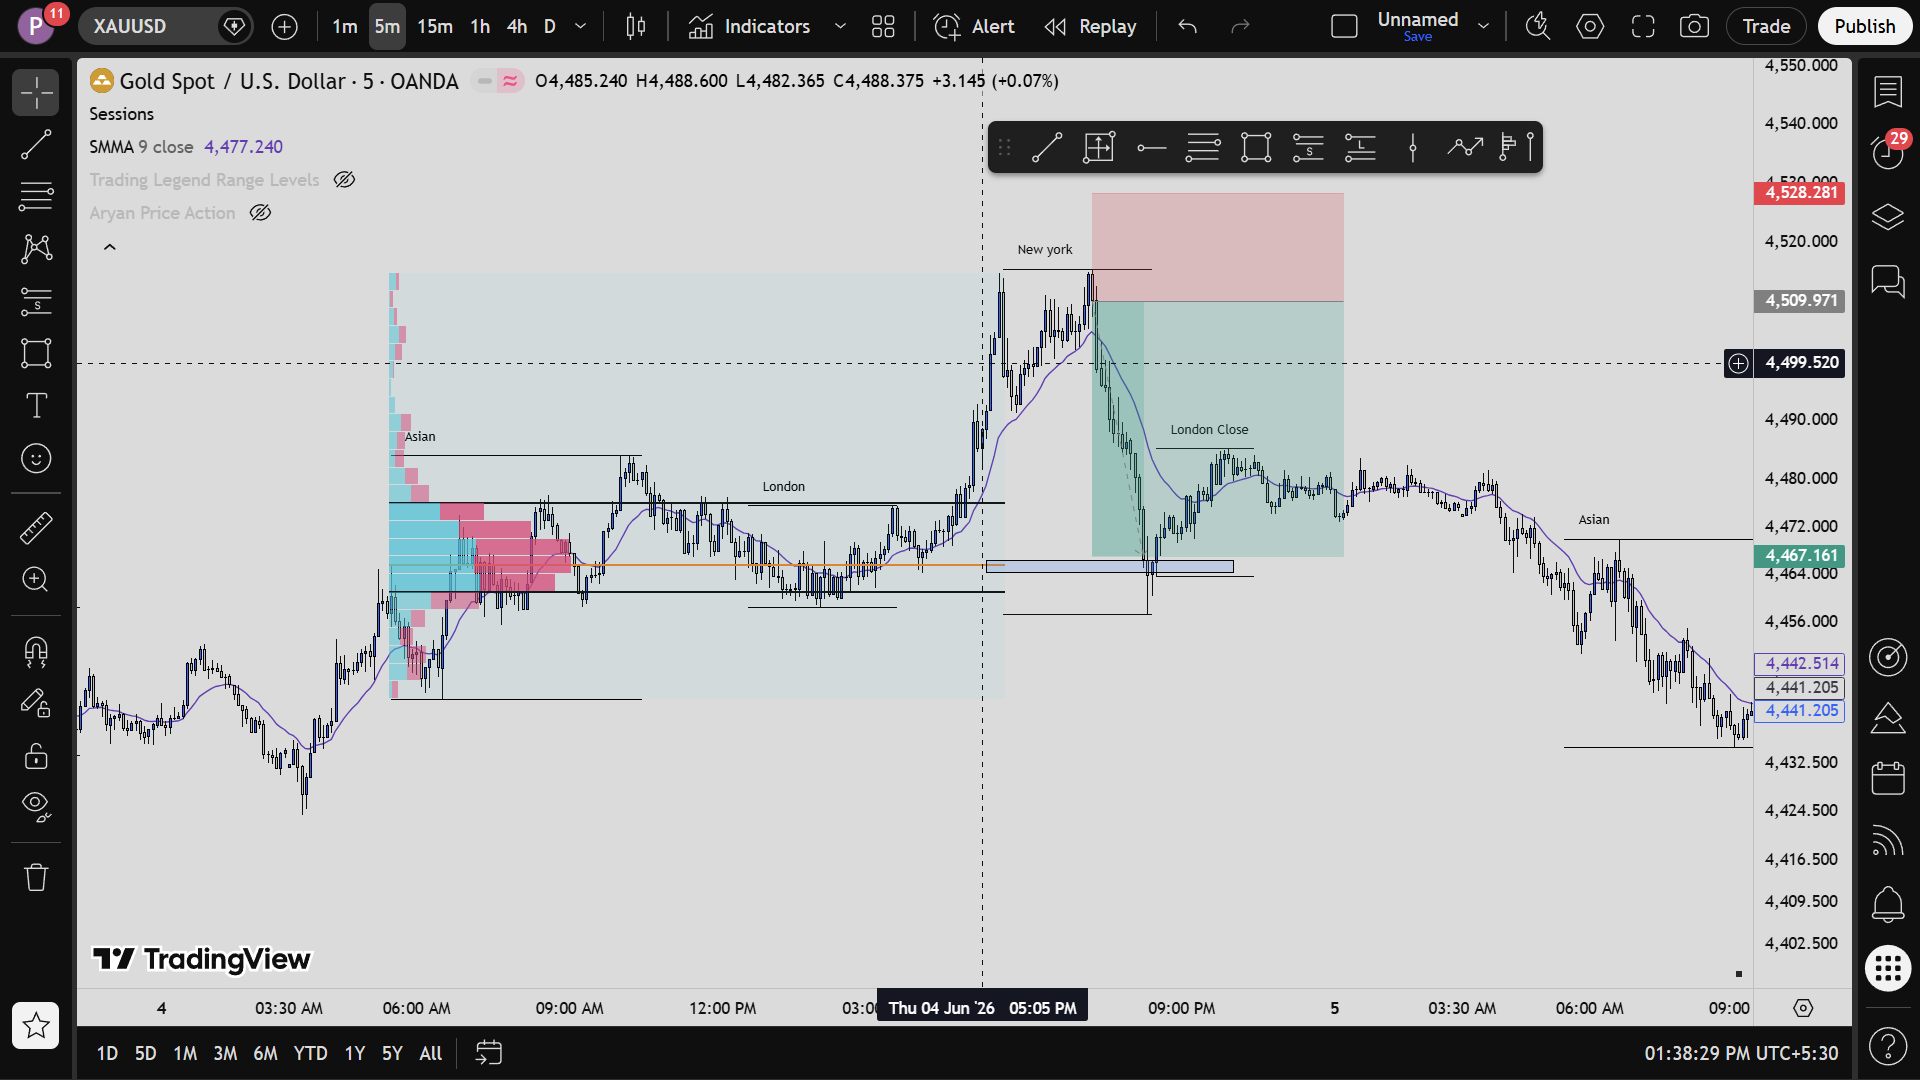 P 11 XAUUSD 1m 5m 15m 1h 4h D Indicators Alert Replay Unnamed Save Trade Publish
Gold Spot / U.S. Dollar · 5 · OANDA O4,485.240 H4,488.600 L4,482.365 C4,488.375 +3.145 (+0.07%)
Sessions
SMMA 9 close 4,477.240
Trading Legend Range Levels
Aryan Price Action
S L
S
T
29
New york
London Close
Asian
London
Asian
4,550.000
4,540.000
4,530.000
4,528.281
4,520.000
4,509.971
4,499.520
4,490.000
4,480.000
4,472.000
4,467.161
4,464.000
4,456.000
4,442.514
4,441.205
4,441.205
4,432.500
4,424.500
4,416.500
4,409.500
4,402.500
TradingView
4 03:30 AM 06:00 AM 09:00 AM 12:00 PM 03:0 Thu 04 Jun '26 05:05 PM 09:00 PM 5 03:30 AM 06:00 AM 09:00
1D 5D 1M 3M 6M YTD 1Y 5Y All 01:38:29 PM UTC+5:30